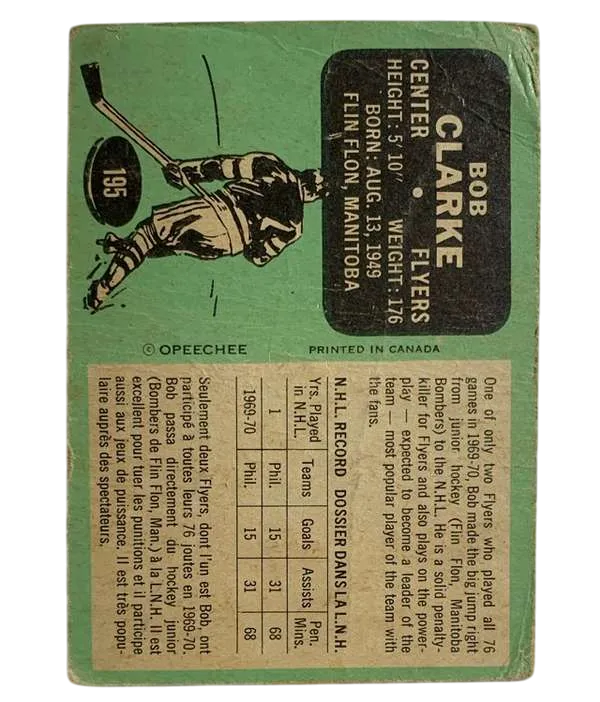 BOB
CLARKE
CENTER • FLYERS
HEIGHT: 5' 10" WEIGHT: 176
BORN: AUG. 13, 1949
FLIN FLON, MANITOBA
195
© OPEECHEE
PRINTED IN CANADA
One of only two Flyers who played all 76
games in 1969-70, Bob made the big jump right
from junior hockey (Flin Flon, Manitoba
Bombers) to the N.H.L. He is a solid penalty-
killer for Flyers and also plays on the power-
play — expected to become a leader of the
team — most popular player of the team with
the fans.
N.H.L. RECORD DOSSIER DANS LA L.N.H.
Yrs. Played in N.H.L. Teams Goals Assists Pen. Mins.
1 Phil. 15 31 68
1969-70 Phil. 15 31 68
Seulement deux Flyers, dont l'un est Bob, ont
participé à toutes leurs 76 joutes en 1969-70.
Bob passa directement du hockey junior
(Bombers de Flin Flon, Man.) à la L.N.H. Il est
excellent pour tuer les punitions et il participe
aussi aux jeux de puissance. Il est très popu-
laire auprès des spectateurs.